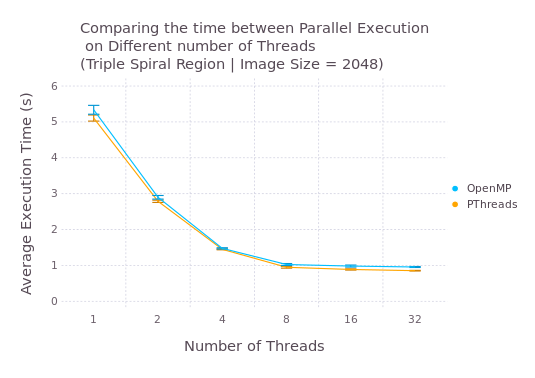 Comparing the time between Parallel Execution
on Different number of Threads
(Triple Spiral Region | Image Size = 2048)
Average Execution Time (s)
6
5
4
3
2
1
0
1 2 4 8 16 32
Number of Threads
OpenMP
PThreads